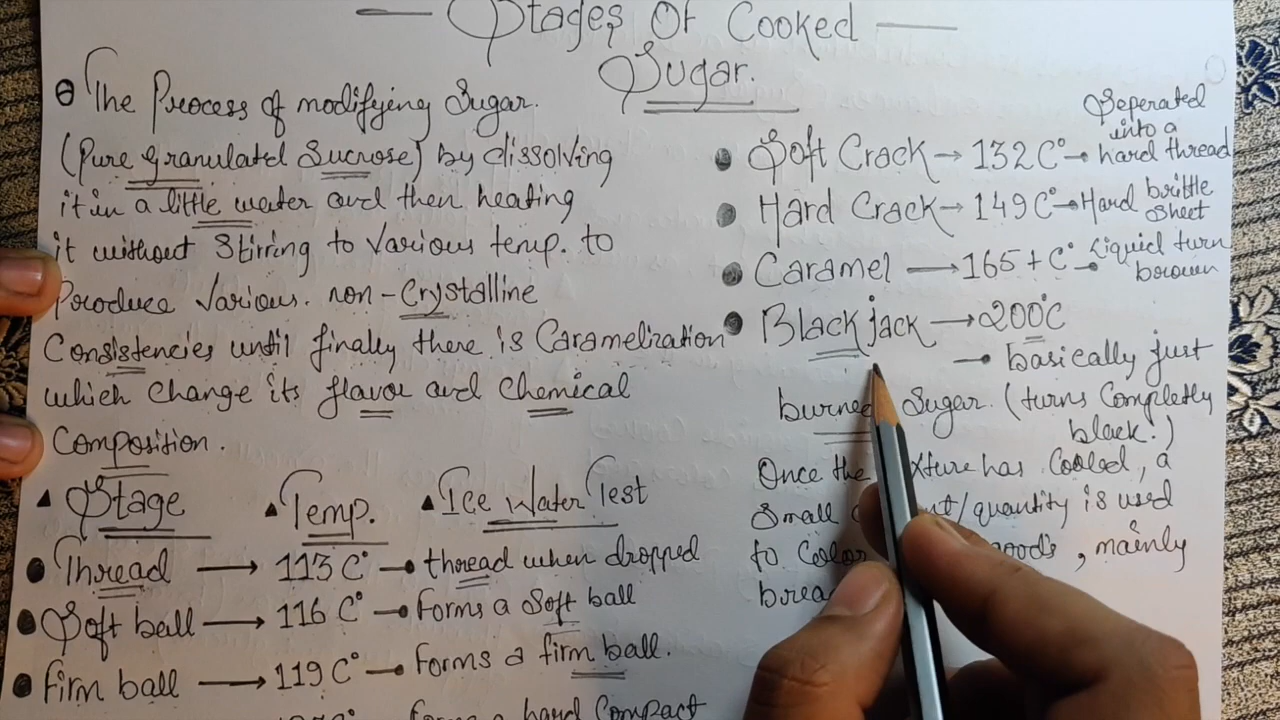 Stages Of Cooked
Sugar.
The Process of modifying Sugar.
(Pure granulated Sucrose) by dissolving
it in a little water and then heating
it without Stirring to Various temp. to
Produce Various. non-Crystalline
Consistencies until finally there is Caramelization
which change its flavor and chemical
Composition.
Stage Temp. Ice Water Test
Thread → 113 C° → thread when dropped
Soft ball → 116 C° → Forms a Soft ball
Firm ball → 119 C° → Forms a firm ball.
forms a hard Compact
Soft Crack → 132 C° → Seperated
into a
hard thread
Hard Crack → 149 C° → Hard brittle
sheet
Caramel → 165 + C° → Liquid turn
brown
Black jack → 200°C
→ basically just
burned Sugar. (turns Completly
black.)
Once the has Cooled, a
Small /quantity is used
to Color , mainly